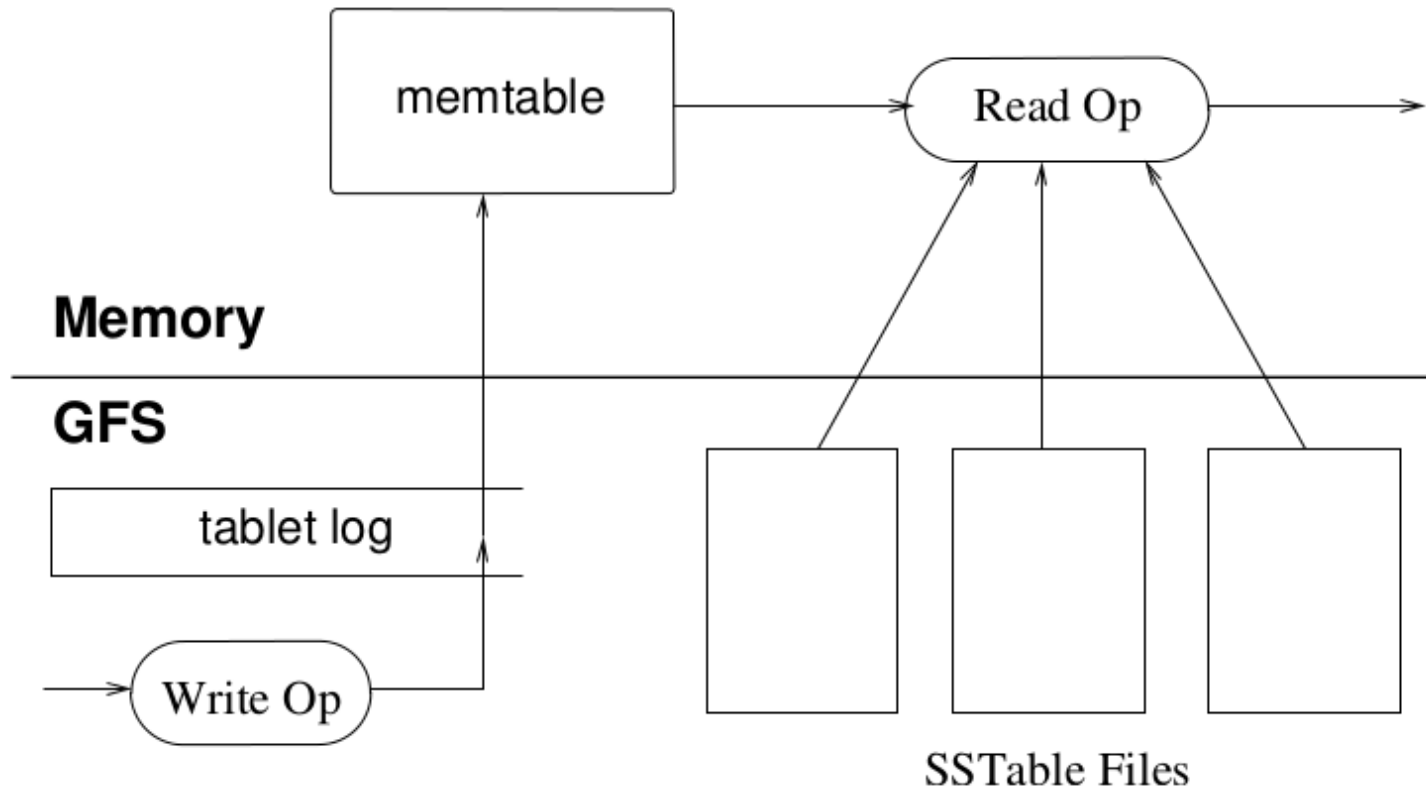 memtable
Read Op
Memory
GFS
tablet log
Write Op
SSTable Files